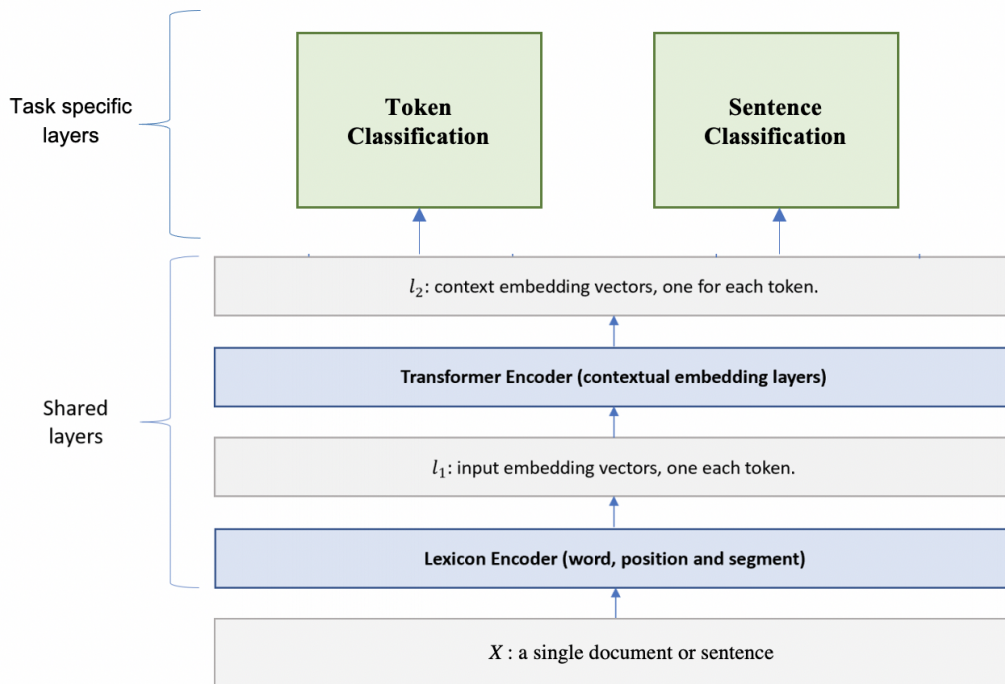 Task specific
layers
Token
Classification
Sentence
Classification
Shared
layers
l₂: context embedding vectors, one for each token.
Transformer Encoder (contextual embedding layers)
l₁: input embedding vectors, one each token.
Lexicon Encoder (word, position and segment)
X : a single document or sentence